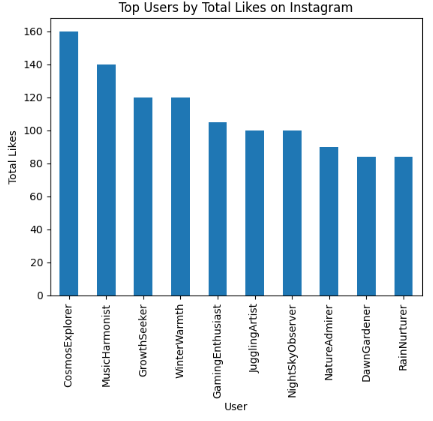 Top Users by Total Likes on Instagram
160
140
120
100
80
60
40
20
0
Total Likes
CosmosExplorer
MusicHarmonist
GrowthSeeker
WinterWarmth
GamingEnthusiast
JugglingArtist
NightSkyObserver
NatureAdmirer
DawnGardener
RainNurturer
User